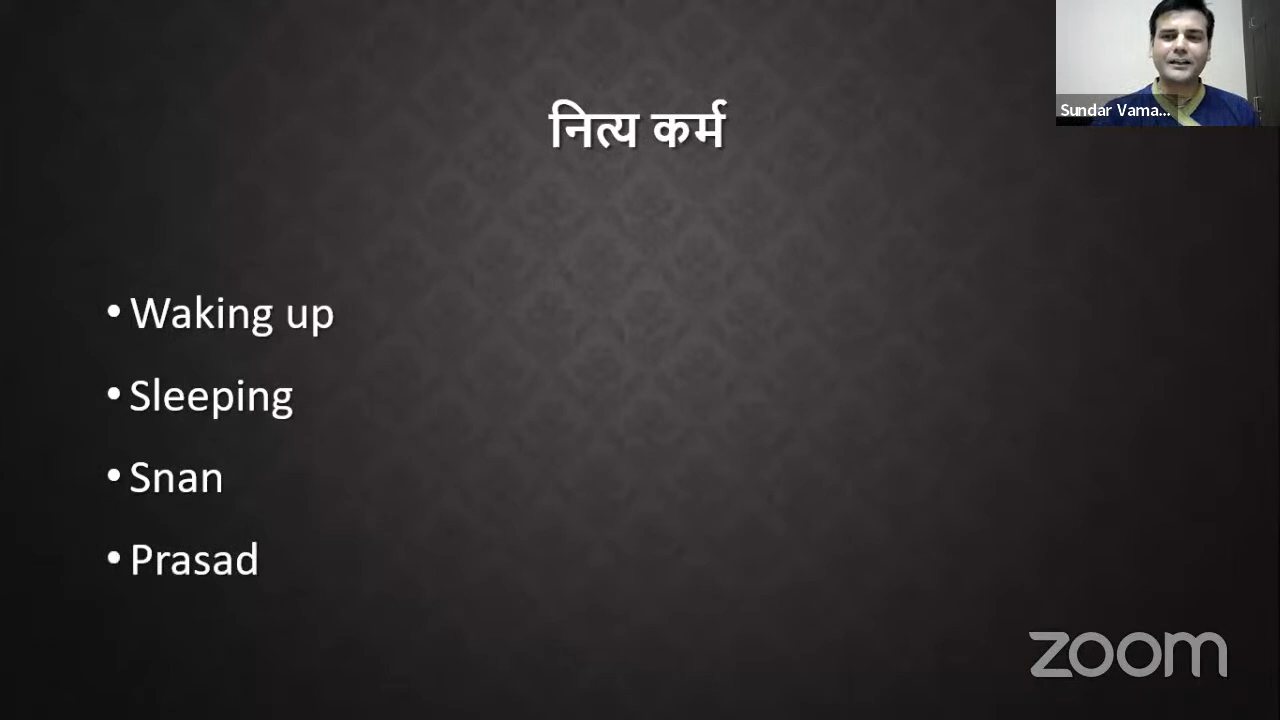 नित्य कर्म
Sundar Vama...
• Waking up
• Sleeping
• Snan
• Prasad
zoom